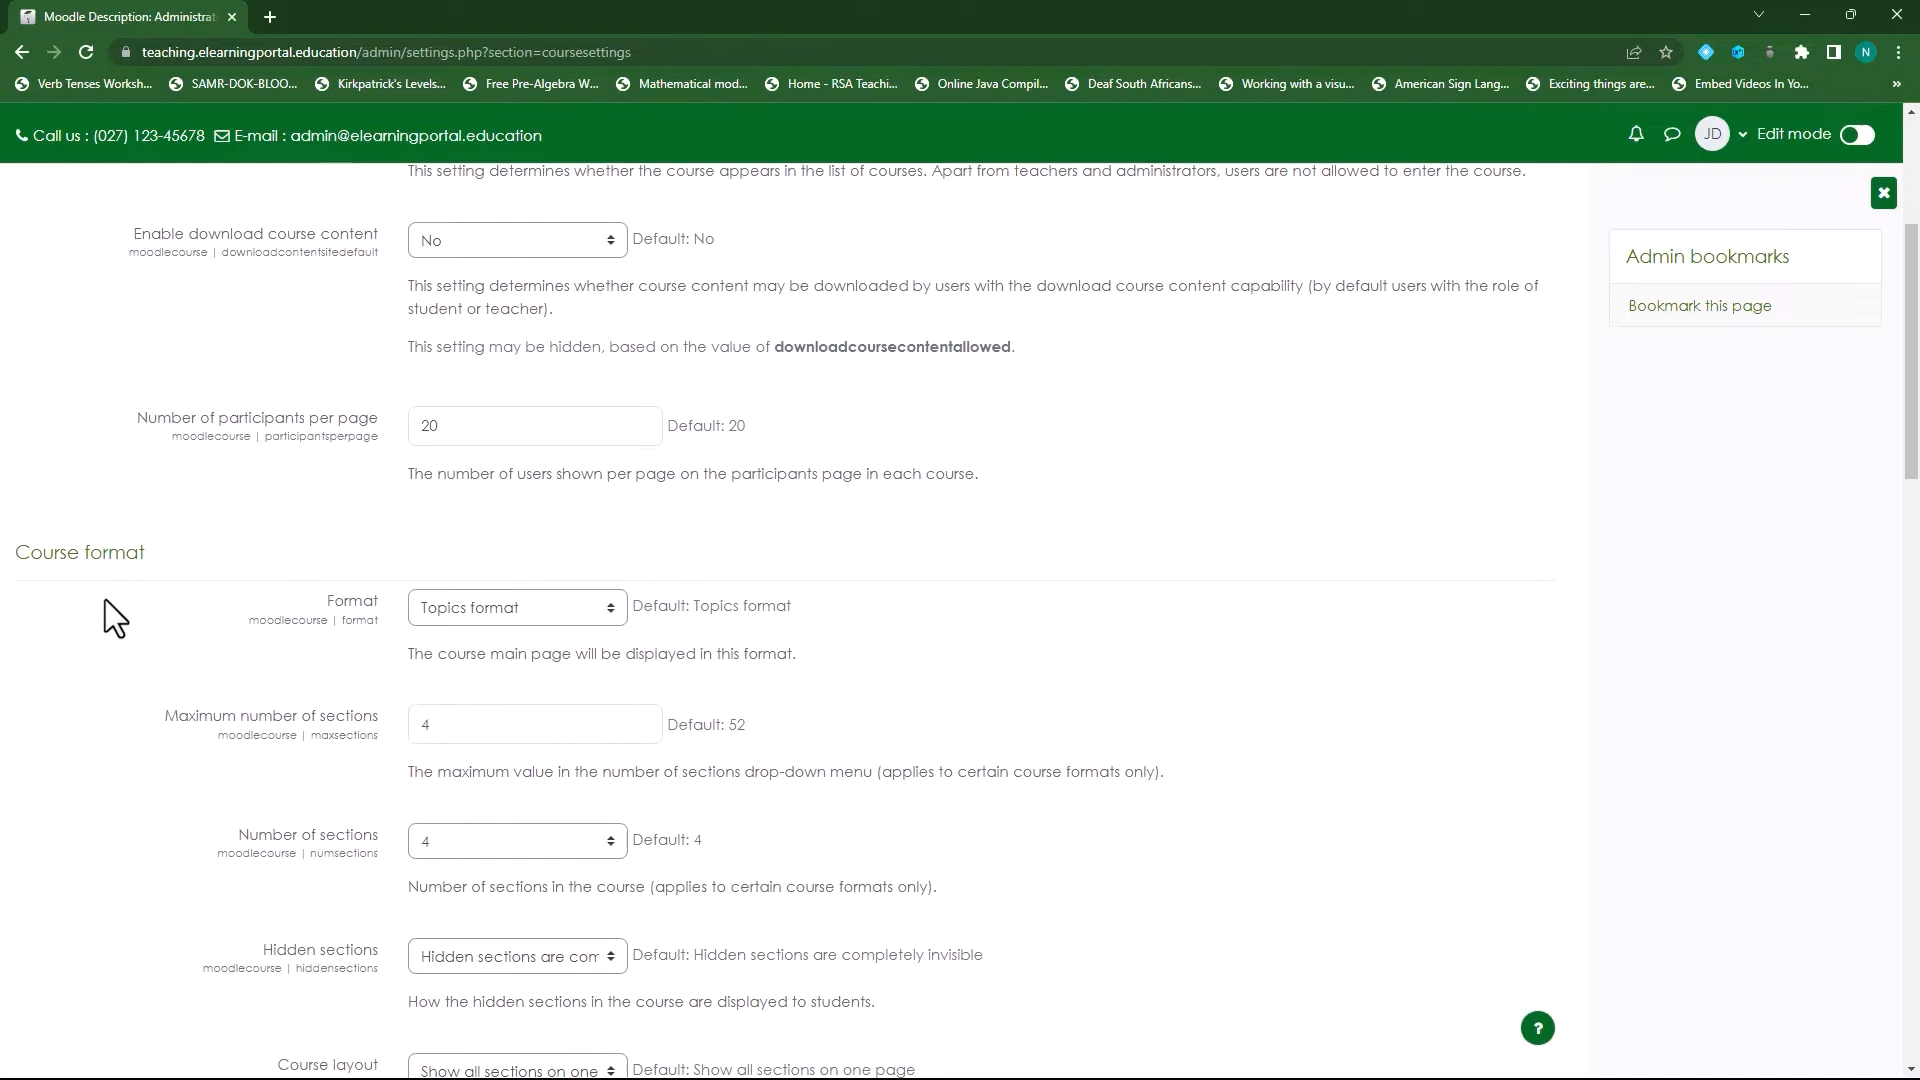 Moodle Description: Administrat
teaching.elearningportal.education/admin/settings.php?section=coursesettings
N
Verb Tenses Worksh...
SAMR-DOK-BLOO...
Kirkpatrick's Levels...
Free Pre-Algebra W...
Mathematical mod...
Home - RSA Teachi...
Online Java Compil...
Deaf South Africans...
Working with a visu...
American Sign Lang...
Exciting things are...
Embed Videos In Yo...
»
Call us : (027) 123-45678 E-mail : admin@elearningportal.education
JD
Edit mode
This setting determines whether the course appears in the list of courses. Apart from teachers and administrators, users are not allowed to enter the course.
Enable download course content
moodlecourse | downloadcontentsitedefault
No
Default: No
This setting determines whether course content may be downloaded by users with the download course content capability (by default users with the role of
student or teacher).
This setting may be hidden, based on the value of downloadcoursecontentallowed.
Admin bookmarks
Bookmark this page
Number of participants per page
moodlecourse | participantsperpage
20
Default: 20
The number of users shown per page on the participants page in each course.
Course format
Format
moodlecourse | format
Topics format
Default: Topics format
The course main page will be displayed in this format.
Maximum number of sections
moodlecourse | maxsections
4
Default: 52
The maximum value in the number of sections drop-down menu (applies to certain course formats only).
Number of sections
moodlecourse | numsections
4
Default: 4
Number of sections in the course (applies to certain course formats only).
Hidden sections
moodlecourse | hiddensections
Hidden sections are com
Default: Hidden sections are completely invisible
How the hidden sections in the course are displayed to students.
?
Course layout
Show all sections on one
Default: Show all sections on one page